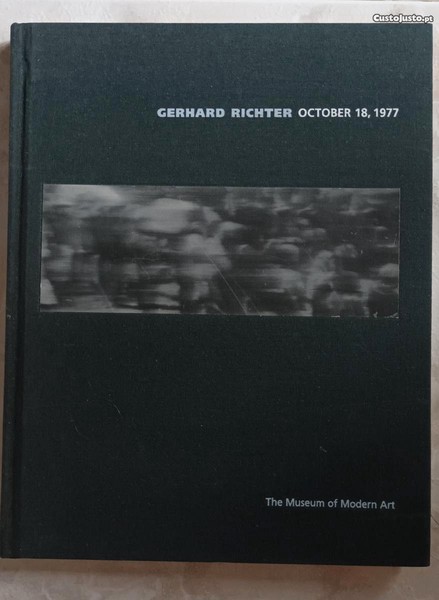 CustoJusto.pt
GERHARD RICHTER OCTOBER 18, 1977
The Museum of Modern Art